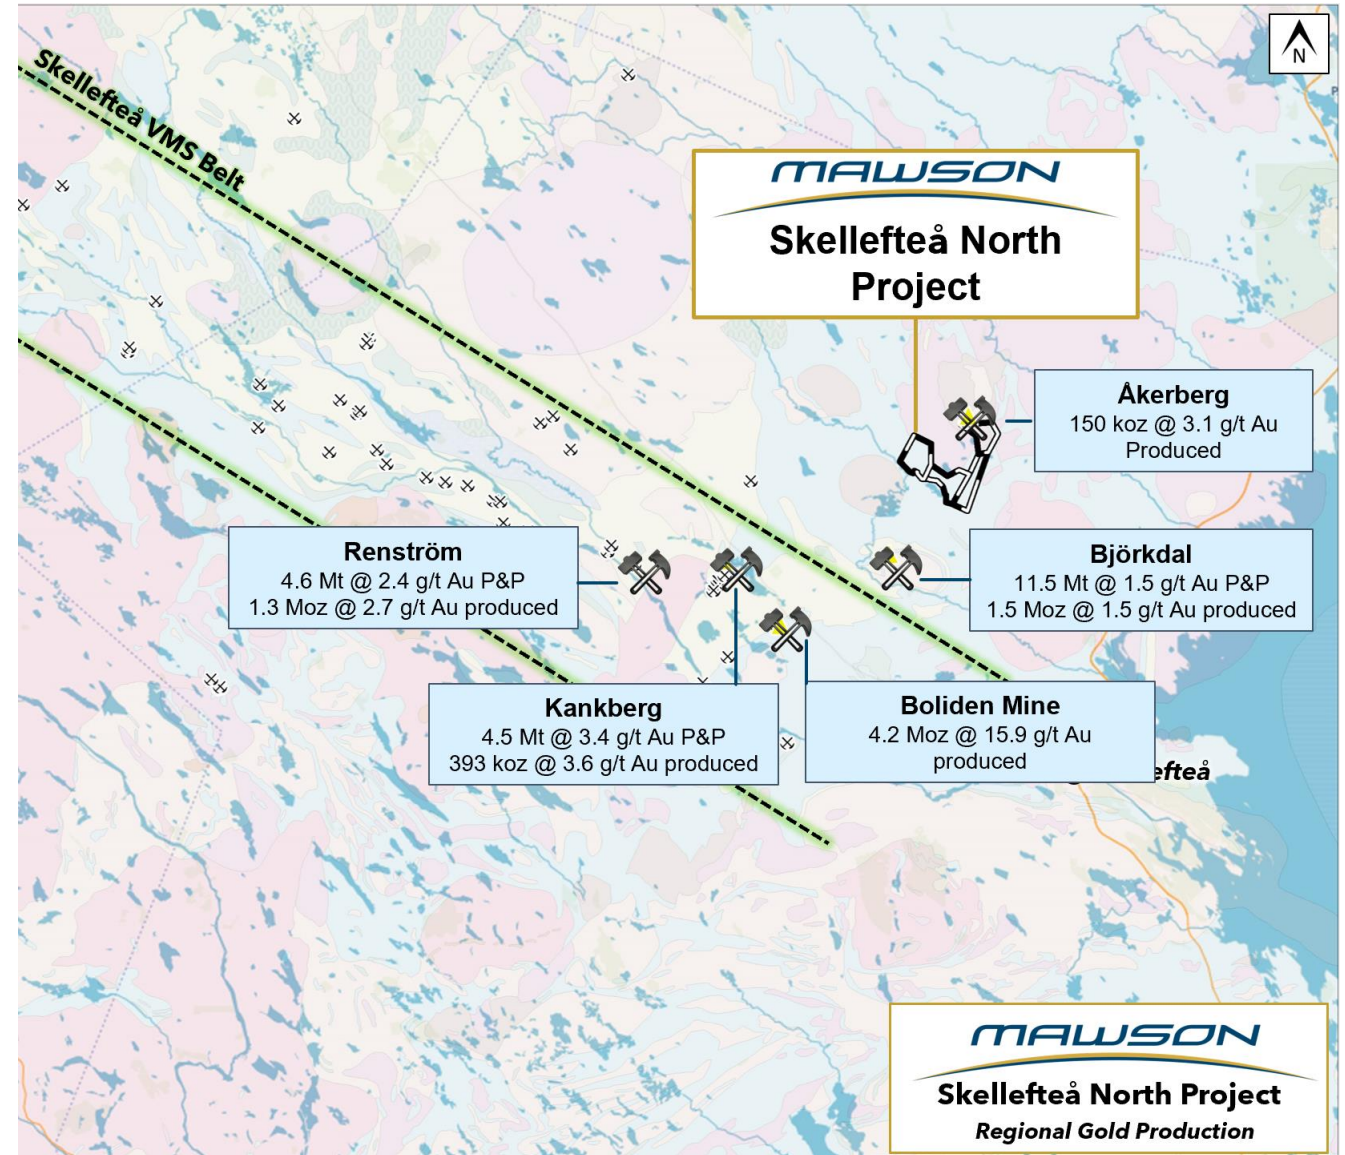 N
Skellefteå VMS Belt
MAWSON
Skellefteå North
Project
Åkerberg
150 koz @ 3.1 g/t Au
Produced
Renström
4.6 Mt @ 2.4 g/t Au P&P
1.3 Moz @ 2.7 g/t Au produced
Björkdal
11.5 Mt @ 1.5 g/t Au P&P
1.5 Moz @ 1.5 g/t Au produced
Kankberg
4.5 Mt @ 3.4 g/t Au P&P
393 koz @ 3.6 g/t Au produced
Boliden Mine
4.2 Moz @ 15.9 g/t Au
produced
efteå
MAWSON
Skellefteå North Project
Regional Gold Production